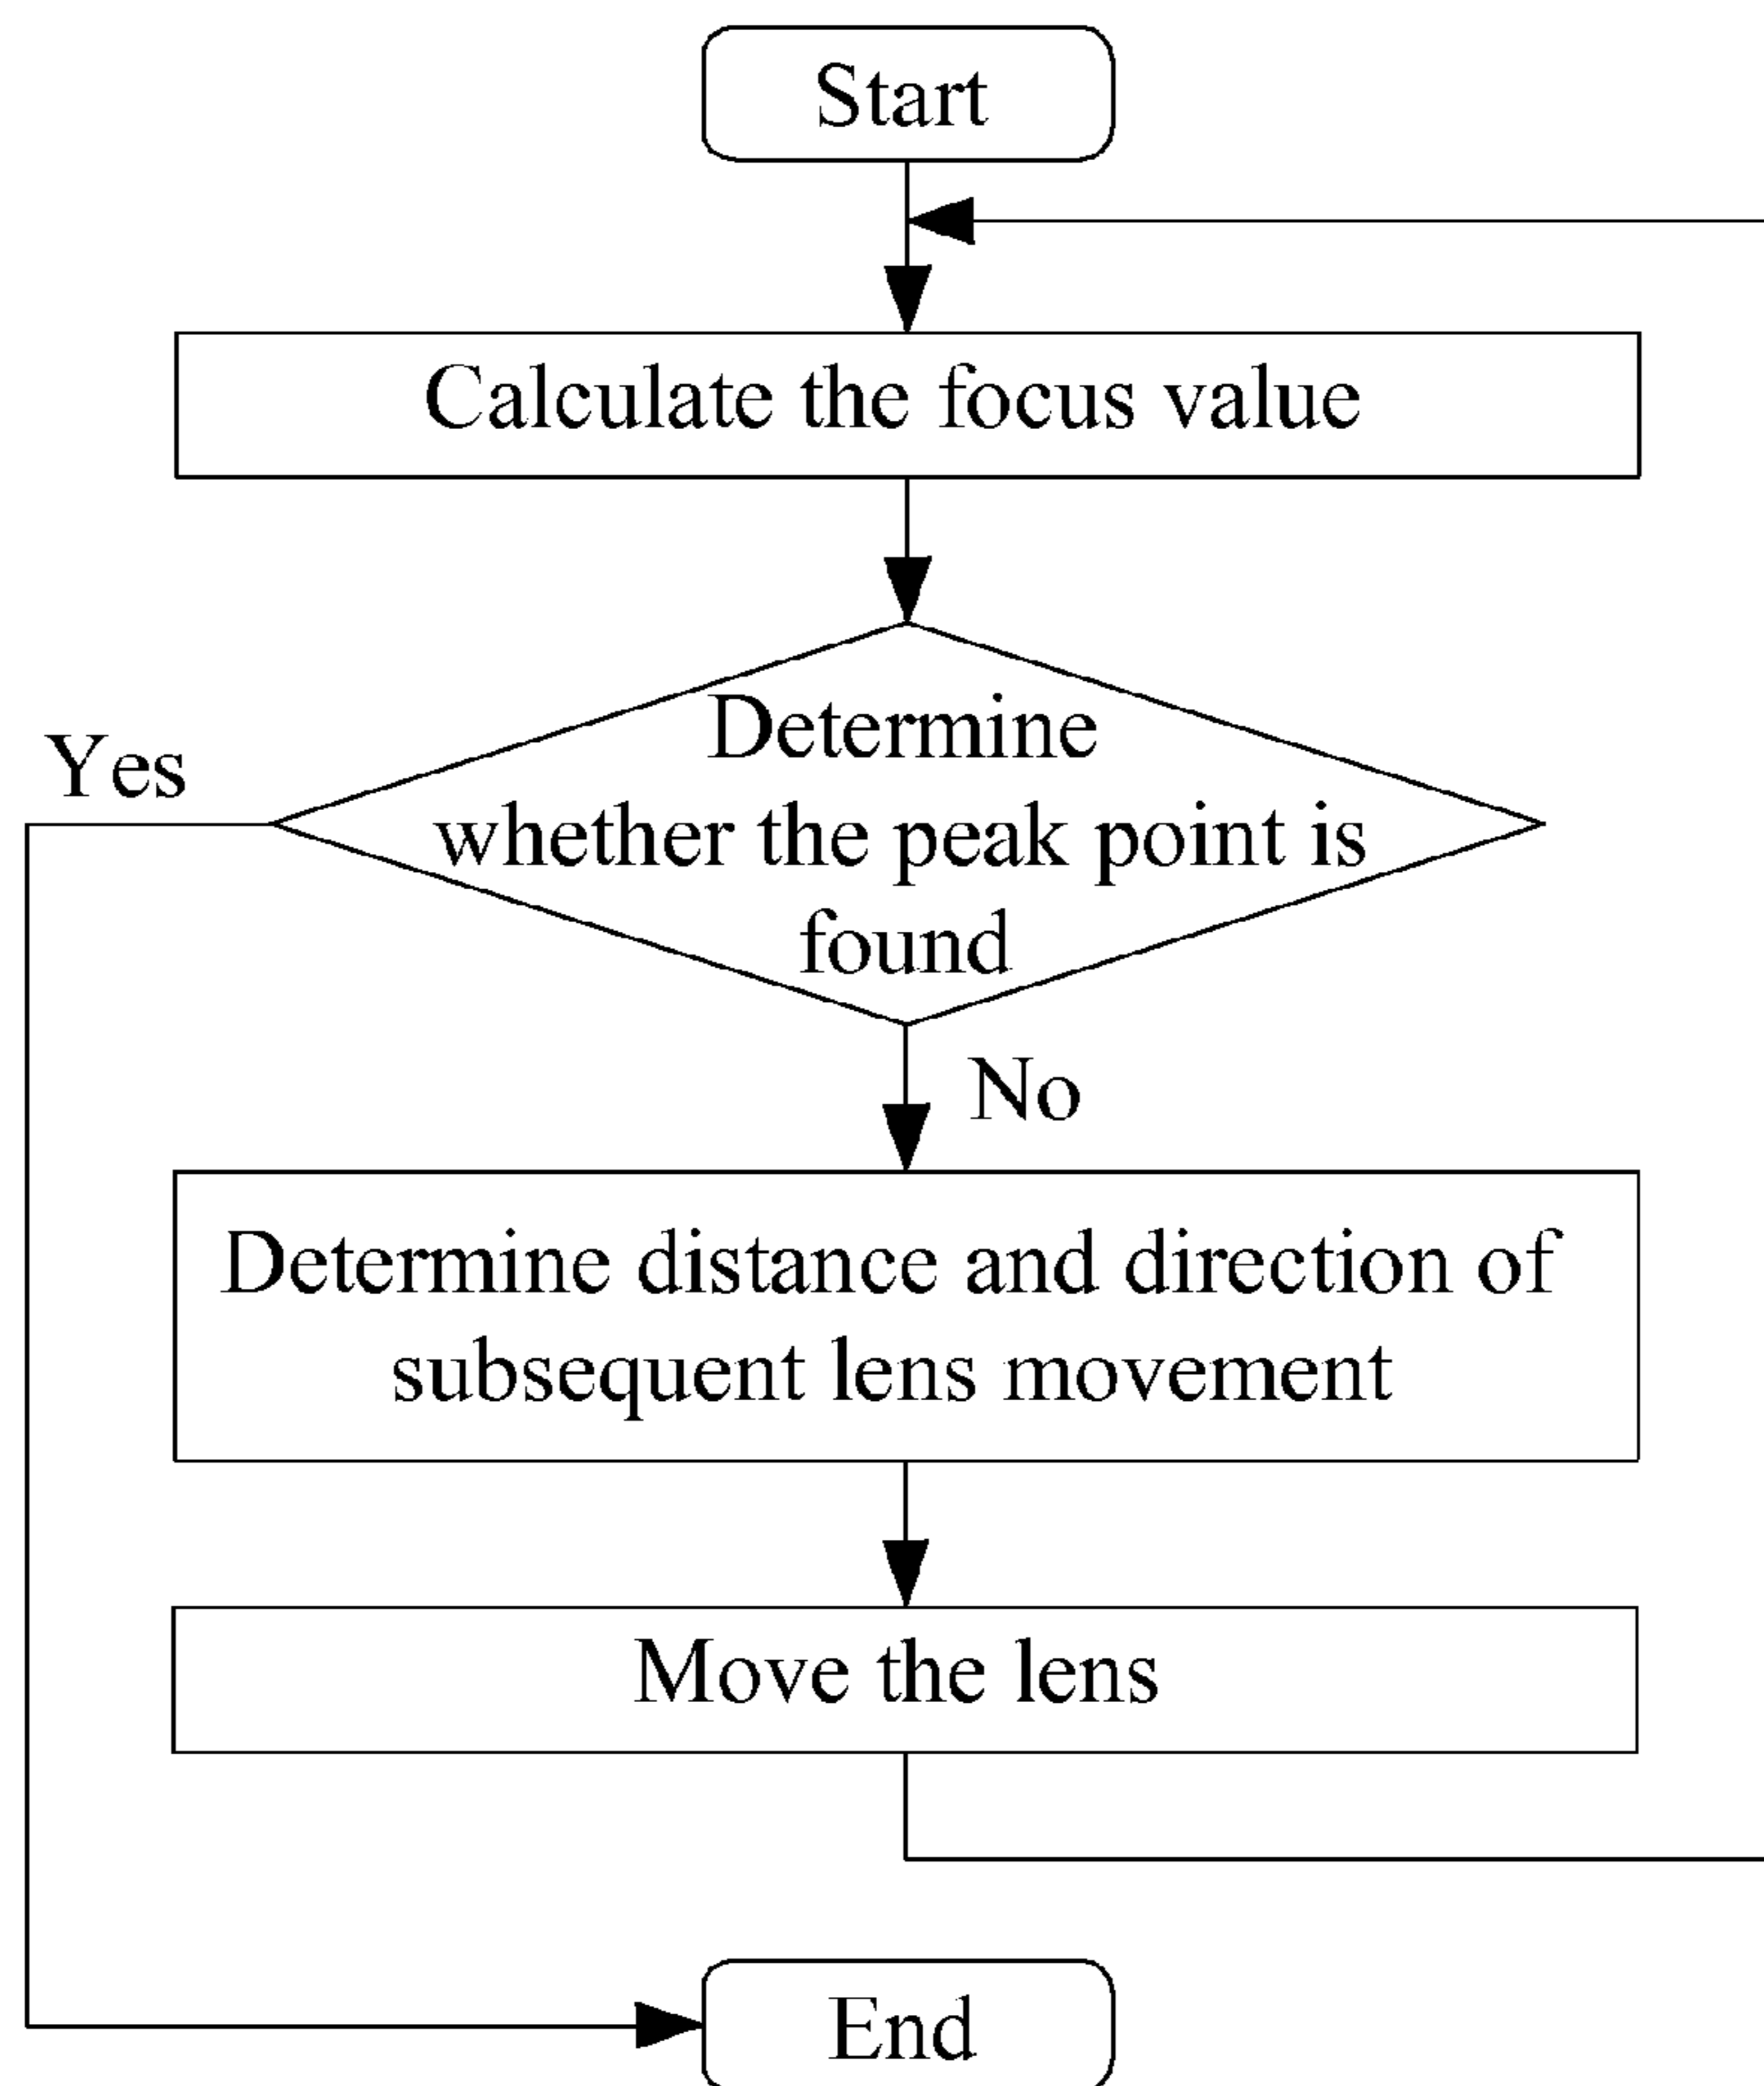 Start
Calculate the focus value
Determine
whether the peak point is
found
Yes
No
Determine distance and direction of
subsequent lens movement
Move the lens
End